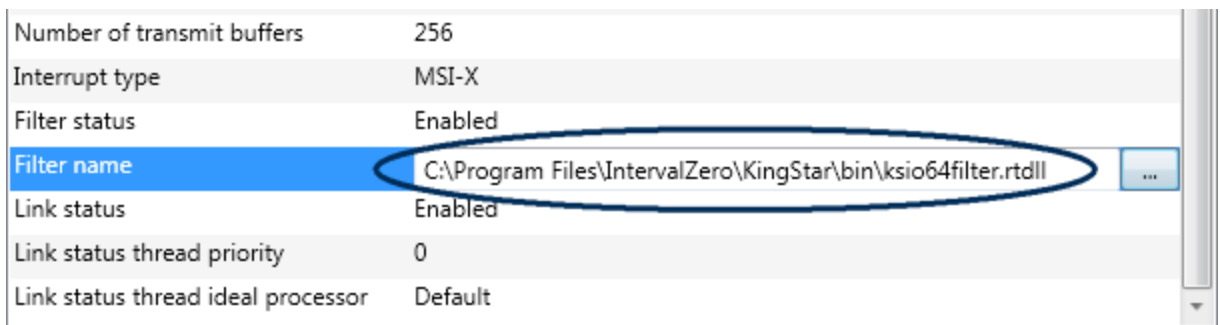 Number of transmit buffers 256
Interrupt type MSI-X
Filter status Enabled
Filter name C:\Program Files\IntervalZero\KingStar\bin\ksio64filter.rtdll ...
Link status Enabled
Link status thread priority 0
Link status thread ideal processor Default